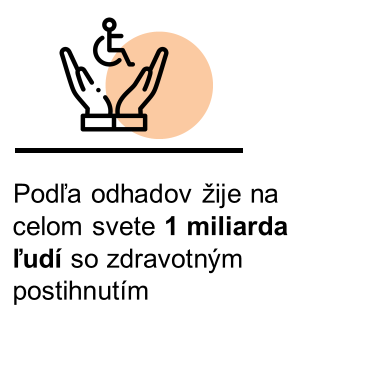 Podľa odhadov žije na
celom svete 1 miliarda
ľudí so zdravotným
postihnutím